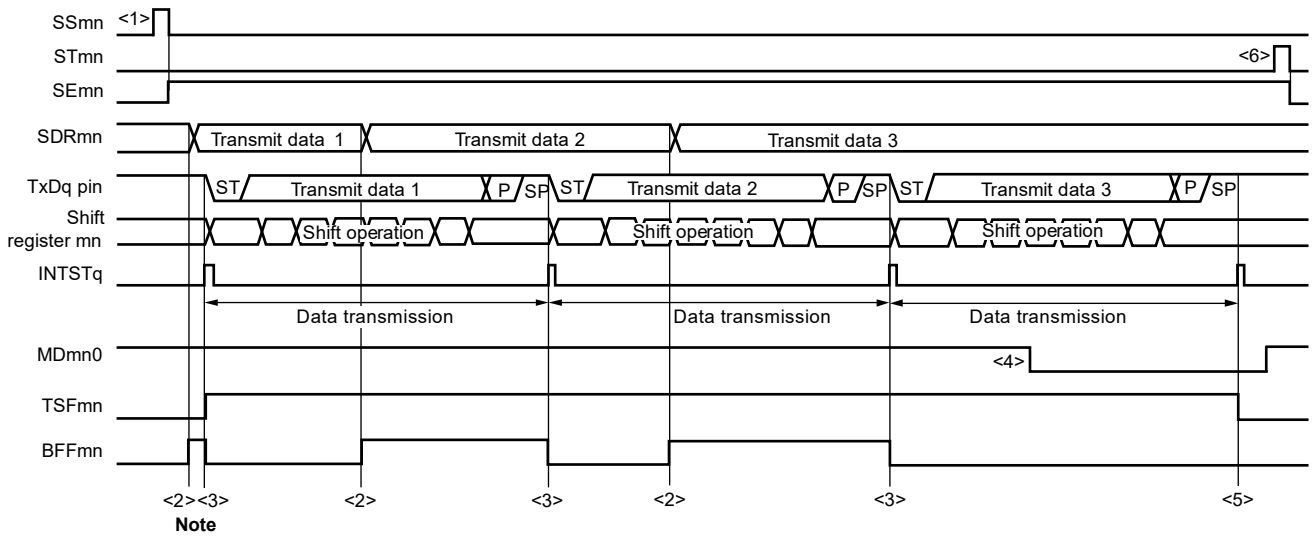 SSmn <1>
STmn <6>
SEmn
SDRmn Transmit data 1 Transmit data 2 Transmit data 3
TxDq pin ST Transmit data 1 P SP ST Transmit data 2 P SP ST Transmit data 3 P SP
Shift
register mn Shift operation Shift operation Shift operation
INTSTq
Data transmission Data transmission Data transmission
MDmn0 <4>
TSFmn
BFFmn
<2> <3> <2> <3> <2> <3> <5>
Note